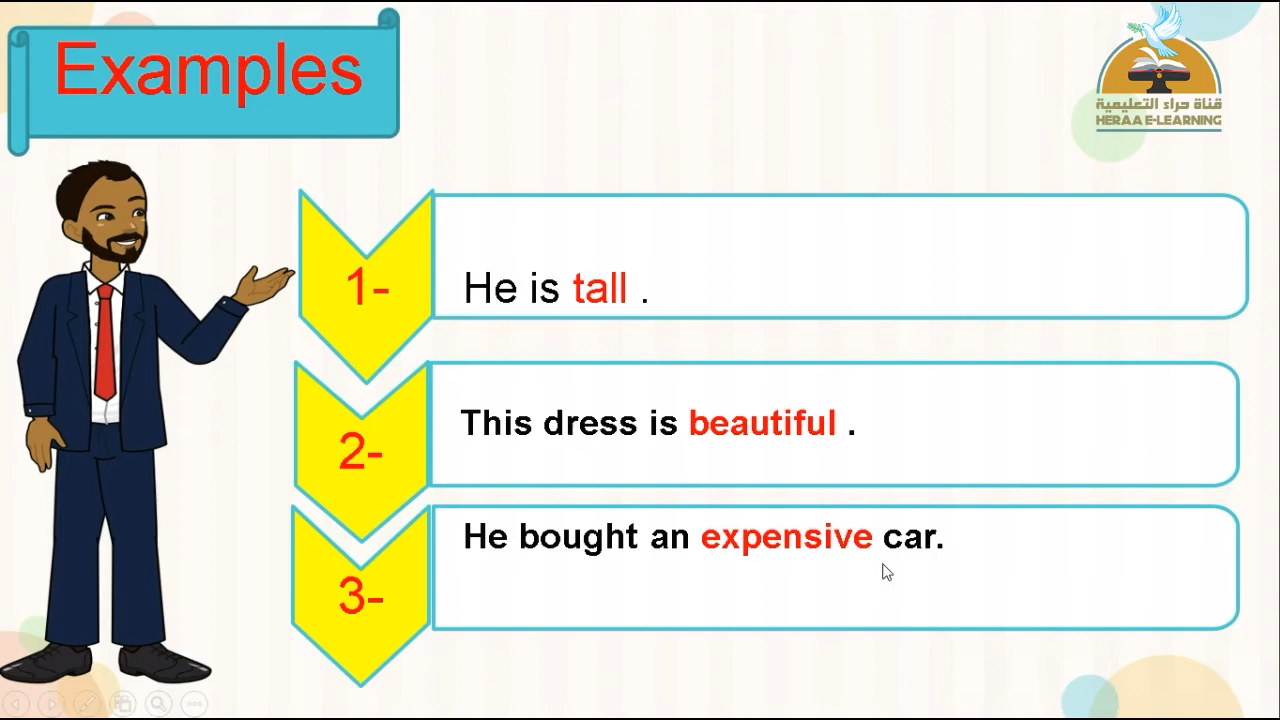 Examples
قناة حراء التعليمية
HERAA E-LEARNING
1-
He is tall .
2-
This dress is beautiful .
3-
He bought an expensive car.